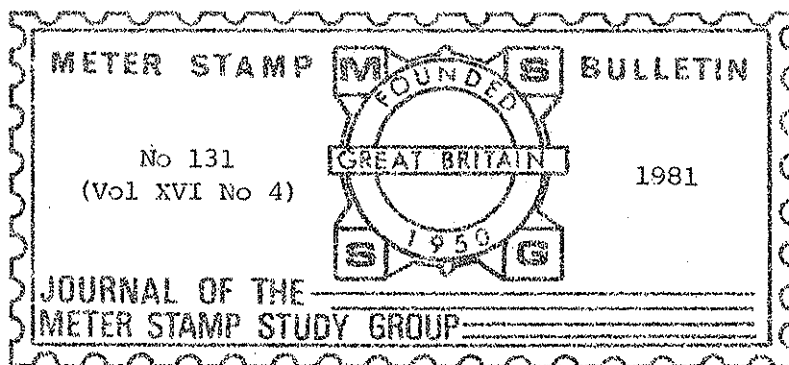 METER STAMP
M S
BULLETIN
FOUNDED
No 131
(Vol XVI No 4)
GREAT BRITAIN
1981
1950
S G
JOURNAL OF THE
METER STAMP STUDY GROUP